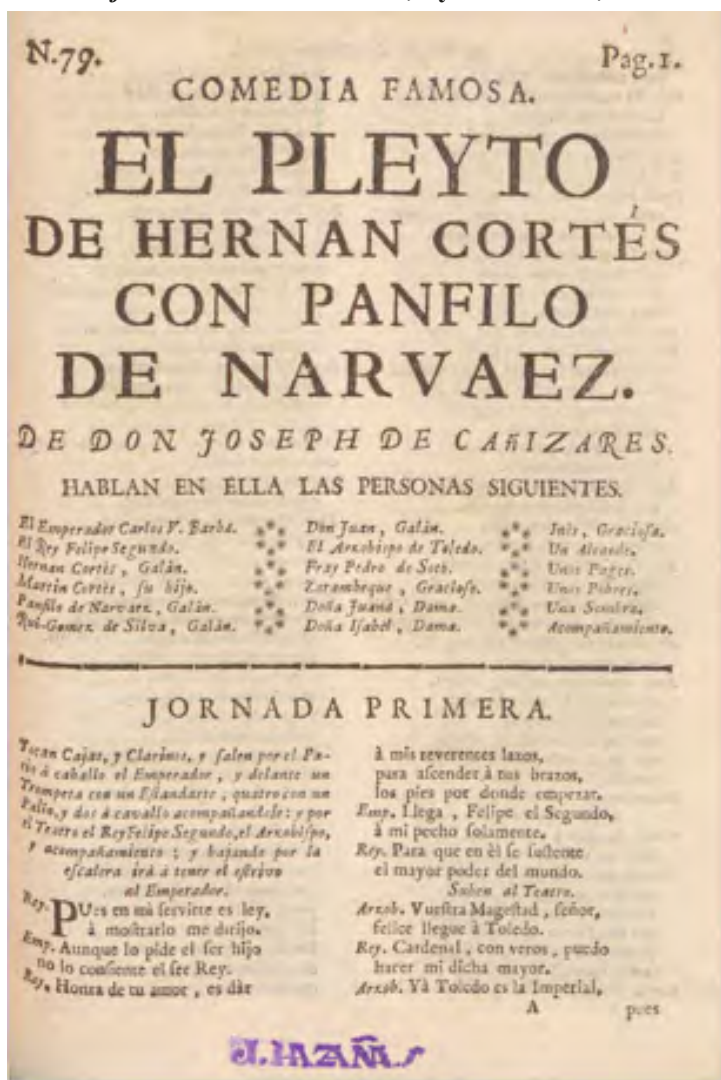 N.79.
Pag.1.
COMEDIA FAMOSA.
EL PLEYTO
DE HERNAN CORTÉS
CON PANFILO
DE NARVAEZ.
DE DON JOSEPH DE CAñIZARES.
HABLAN EN ELLA LAS PERSONAS SIGUIENTES.
El Emperador Carlos V. Barba.
El Rey Felipe Segundo.
Hernan Cortès, Galàn.
Martin Cortès, su hijo.
Panfilo de Narvaez, Galàn.
Rui-Gomez de Silva, Galàn.
Don Juan, Galàn.
El Arzobispo de Toledo.
Fray Pedro de Soto.
Zarambeque, Gracioso.
Doña Juana, Dama.
Doña Isabel, Dama.
Inès, Graciosa.
Un Alcayde.
Unos Pages.
Unos Pobres.
Una Sombra.
Acompañamiento.
JORNADA PRIMERA.
Tocan Cajas, y Clarines, y salen por el Pa-
tio à caballo el Emperador, y delante un
Trompeta con un Estandarte, quatro con un
Palio, y dos à cavallo acompañandole: y por
el Teatro el Rey Felipe Segundo, el Arzobispo,
y acompañamiento; y bajando por la
escalera irà à tener el estrivo
al Emperador.
Rey. PUes en mi servirte es ley,
à mostrarlo me dirijo.
Emp. Aunque lo pide el ser hijo
no lo consiente el ser Rey.
Rey. Honra de tu amor, es dàr
à mis reverentes lazos,
para ascender à tus brazos,
los pies por donde empezar.
Emp. Llega, Felipe el Segundo,
à mi pecho solamente.
Rey. Para que en èl se sustente
el mayor poder del mundo.
Suben al Teatro.
Arzob. Vuestra Magestad, señor,
felice llegue à Toledo.
Rey. Cardenal, con veros, puedo
hacer mi dicha mayor.
Arzob. Yà Toledo es la Imperial,
A
pues
J. HAZAÑAS